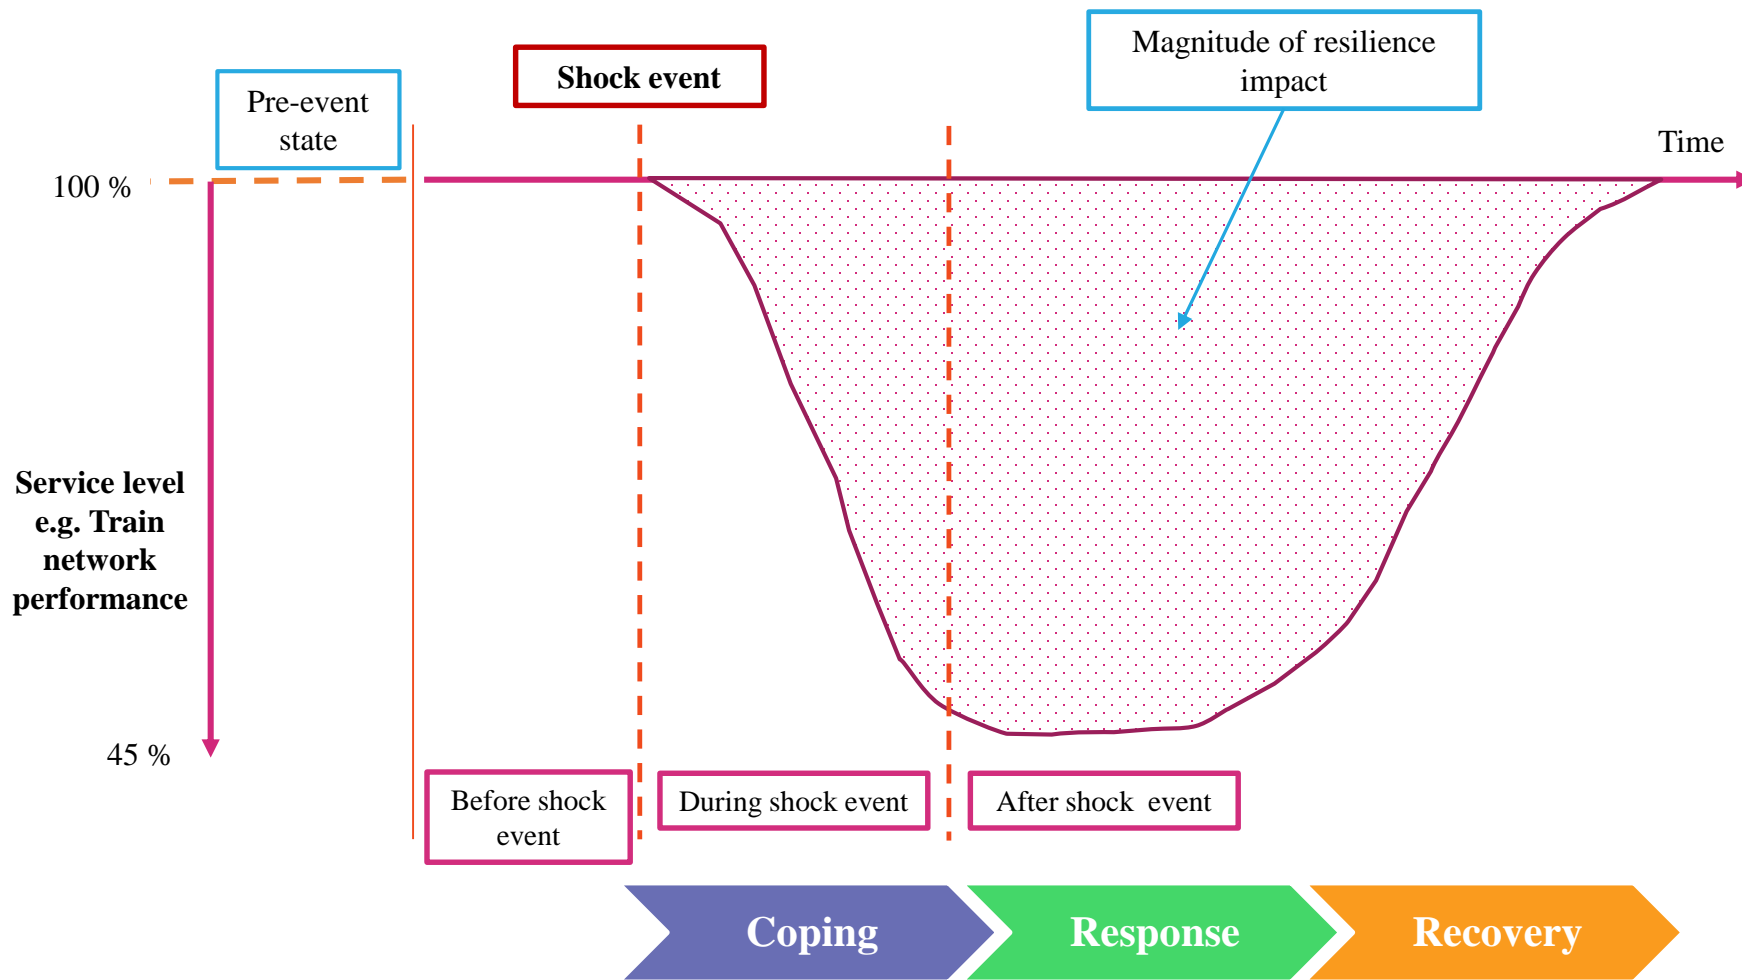 Magnitude of resilience
impact
Shock event
Pre-event
state
Time
100 %
Service level
e.g. Train
network
performance
45 %
Before shock
event
During shock event
After shock  event
Coping
Response
Recovery